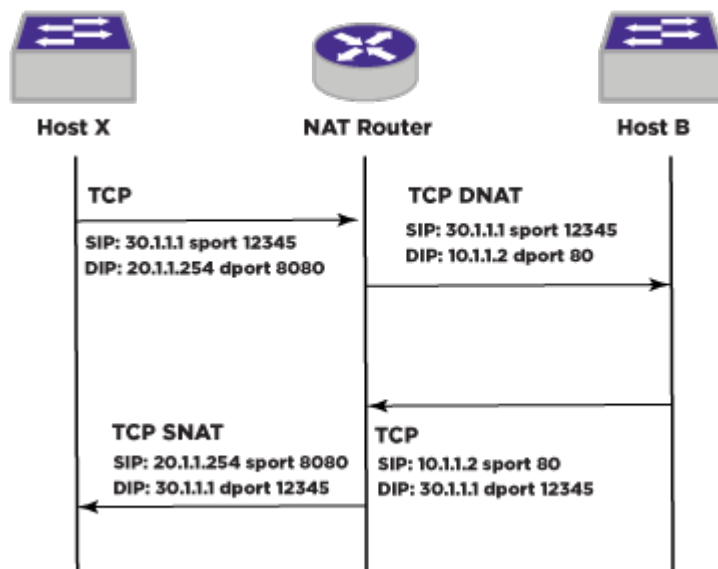 Host X
NAT Router
Host B
TCP
SIP: 30.1.1.1 sport 12345
DIP: 20.1.1.254 dport 8080
TCP DNAT
SIP: 30.1.1.1 sport 12345
DIP: 10.1.1.2 dport 80
TCP SNAT
SIP: 20.1.1.254 sport 8080
DIP: 30.1.1.1 dport 12345
TCP
SIP: 10.1.1.2 sport 80
DIP: 30.1.1.1 dport 12345